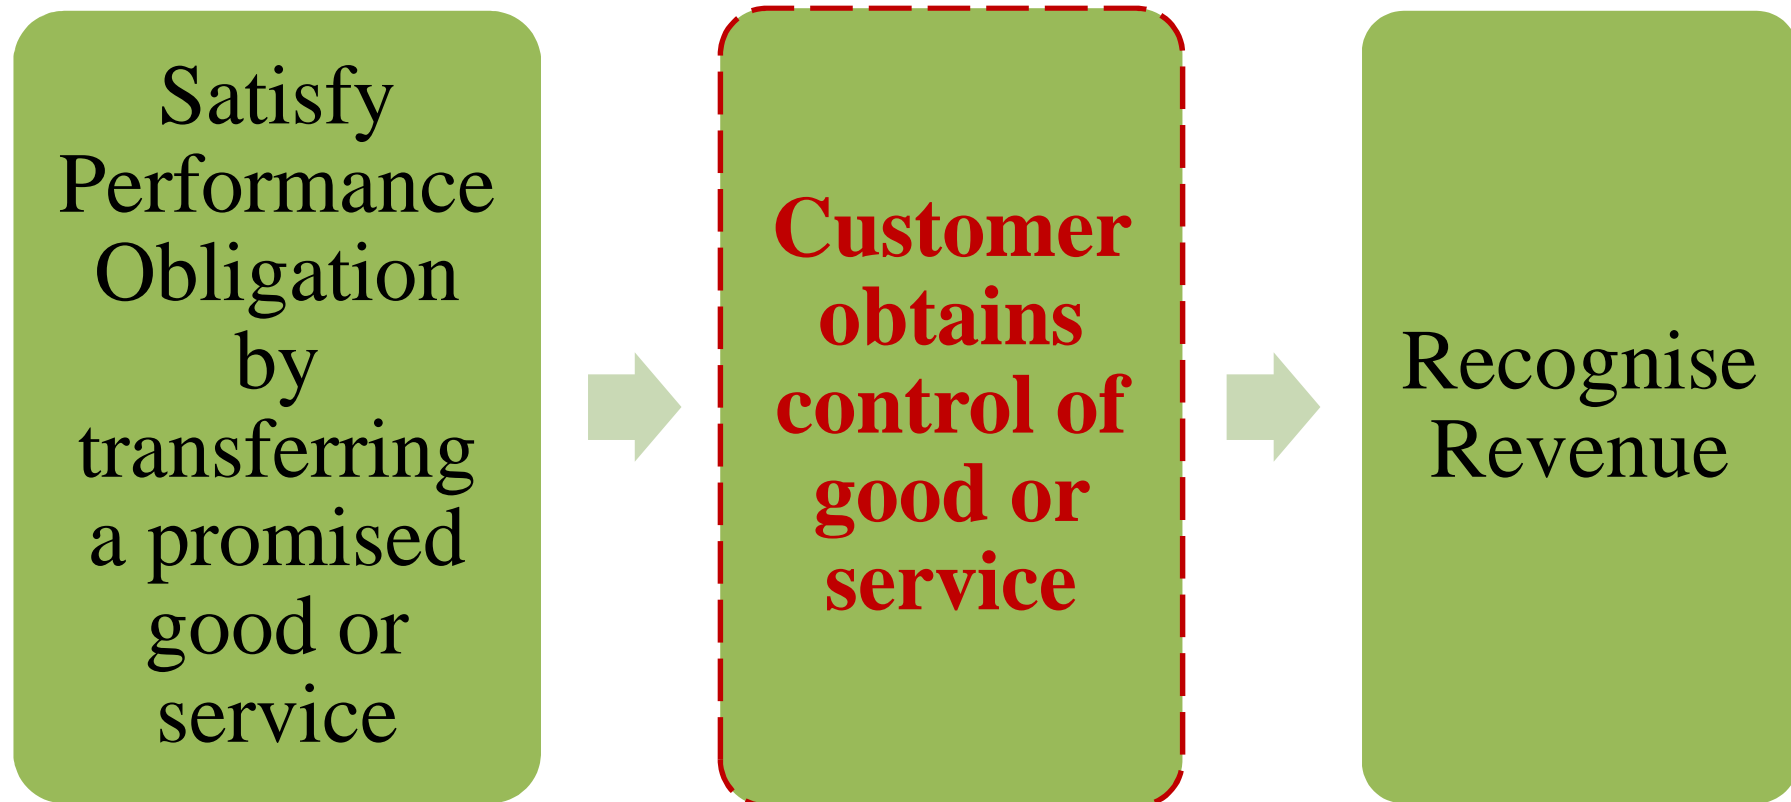 Satisfy
Performance
Obligation
by
transferring
a promised
good or
service
Customer
obtains
control of
good or
service
Recognise
Revenue